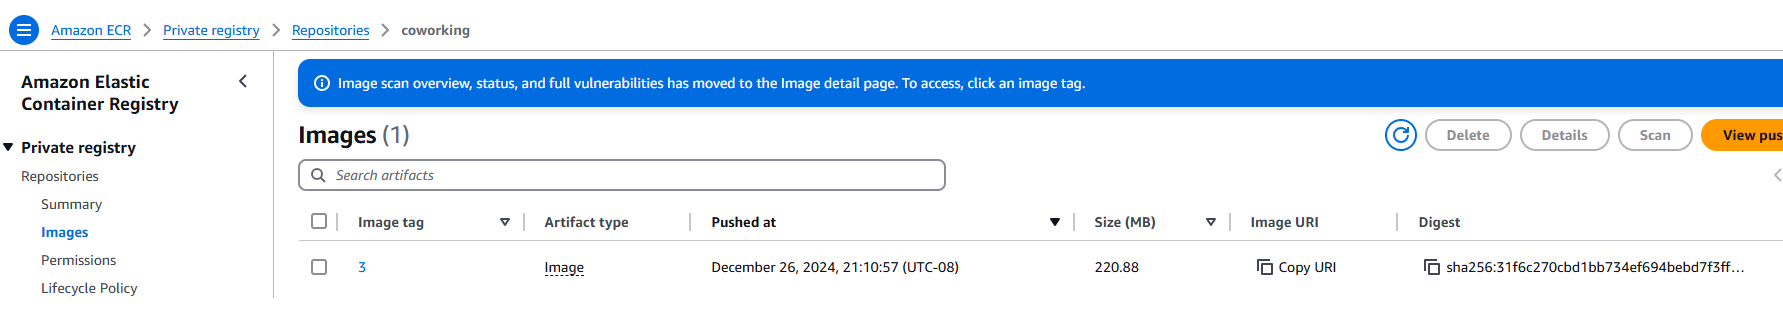 Amazon ECR > Private registry > Repositories > coworking
Amazon Elastic
Container Registry
Private registry
Repositories
Summary
Images
Permissions
Lifecycle Policy
Image scan overview, status, and full vulnerabilities has moved to the Image detail page. To access, click an image tag.
Images (1)
Delete
Details
Scan
View pus
Search artifacts
Image tag Artifact type Pushed at Size (MB) Image URI Digest
3 Image December 26, 2024, 21:10:57 (UTC-08) 220.88 Copy URI sha256:31f6c270cbd1bb734ef694bebd7f3ff...